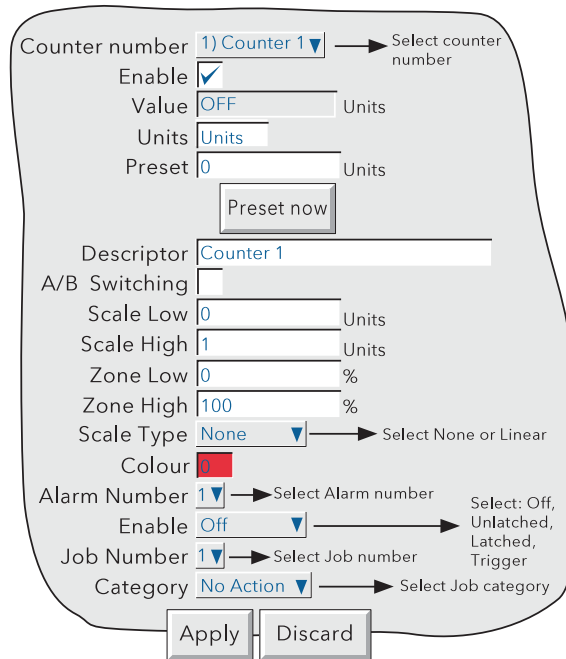 Counter number 1) Counter 1 Select counter number
Enable
Value OFF Units
Units Units
Preset 0 Units
Preset now
Descriptor Counter 1
A/B Switching
Scale Low 0 Units
Scale High 1 Units
Zone Low 0 %
Zone High 100 %
Scale Type None Select None or Linear
Colour 0
Alarm Number 1 Select Alarm number
Enable Off Select: Off, Unlatched, Latched, Trigger
Job Number 1 Select Job number
Category No Action Select Job category
Apply Discard